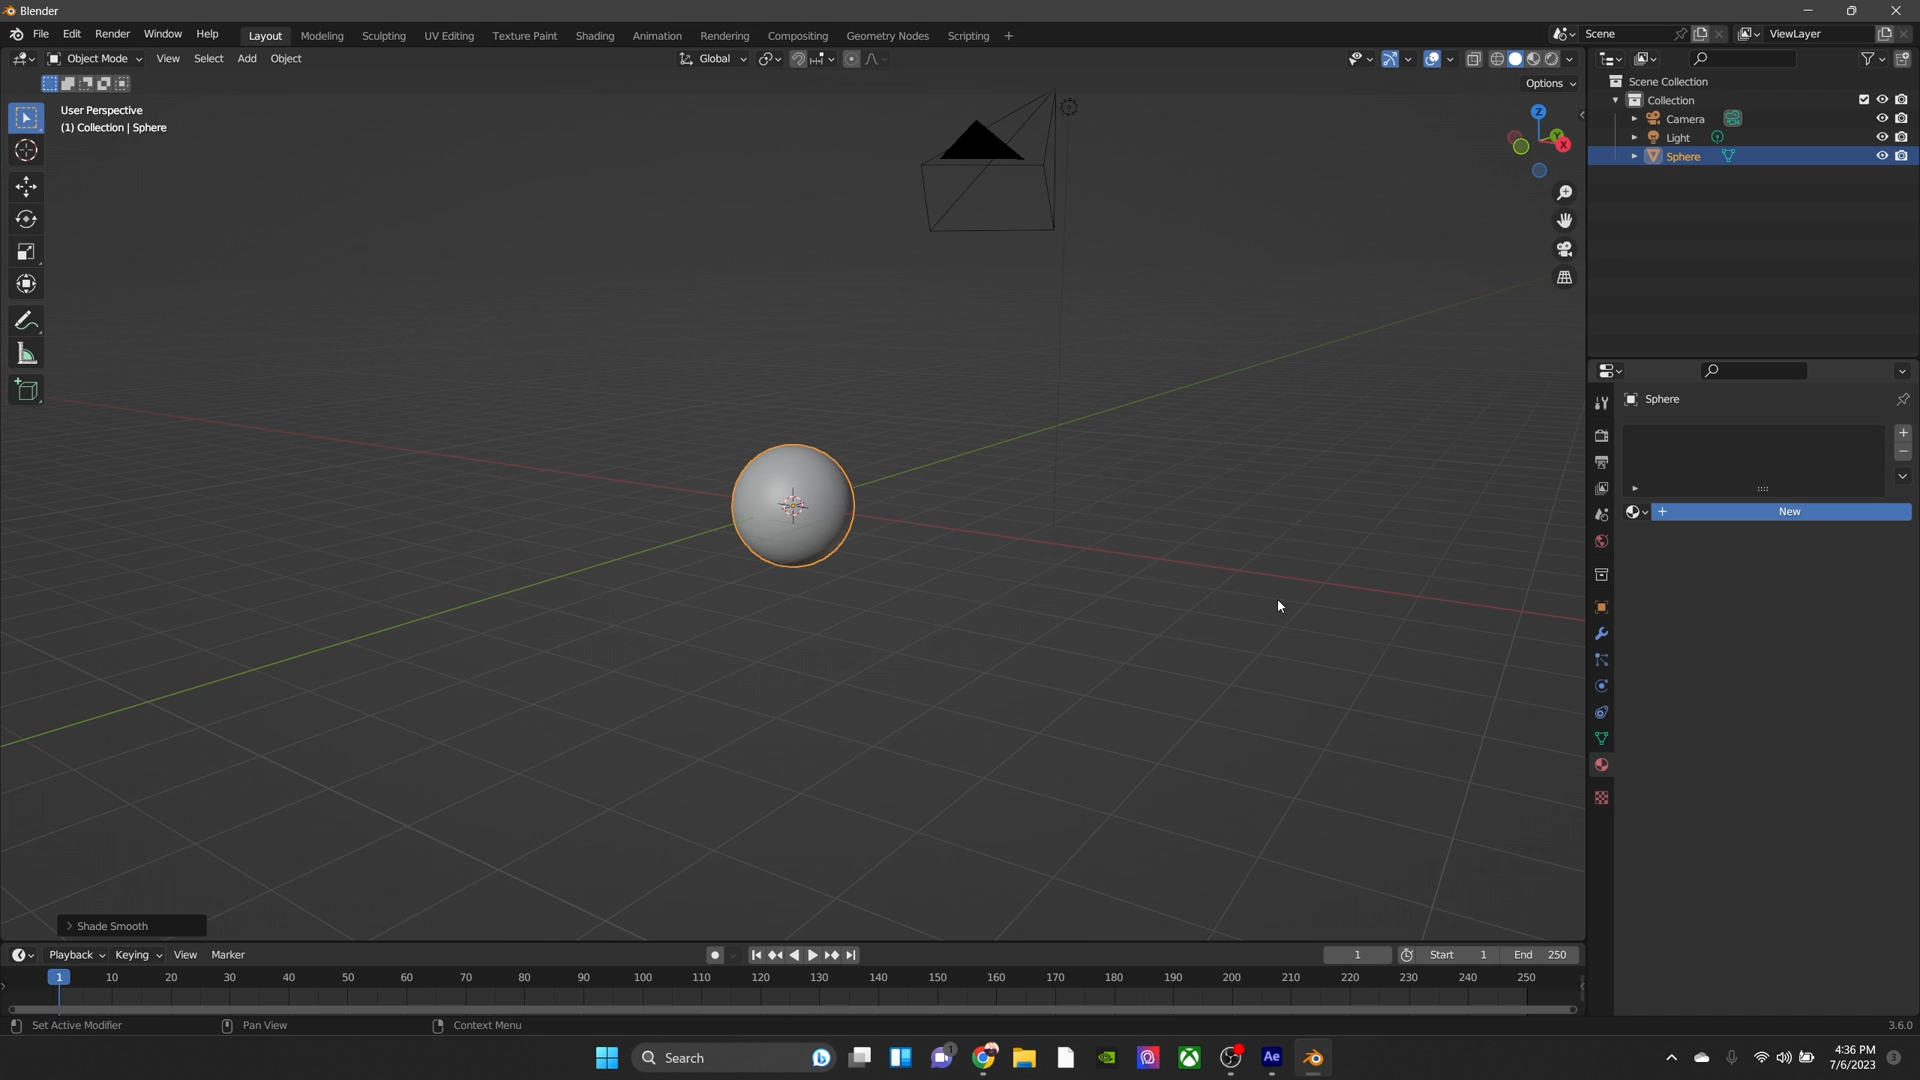 Blender
File Edit Render Window Help Layout Modeling Sculpting UV Editing Texture Paint Shading Animation Rendering Compositing Geometry Nodes Scripting + Scene ViewLayer
Object Mode View Select Add Object Global
Options
User Perspective
(1) Collection | Sphere
Z
Y
X
Scene Collection
Collection
Camera
Light
Sphere
Sphere
+ New
> Shade Smooth
Playback Keying View Marker 1 Start 1 End 250
1 10 20 30 40 50 60 70 80 90 100 110 120 130 140 150 160 170 180 190 200 210 220 230 240 250
Set Active Modifier Pan View Context Menu 3.6.0
Search 1 Ae 4:36 PM
7/6/2023 3